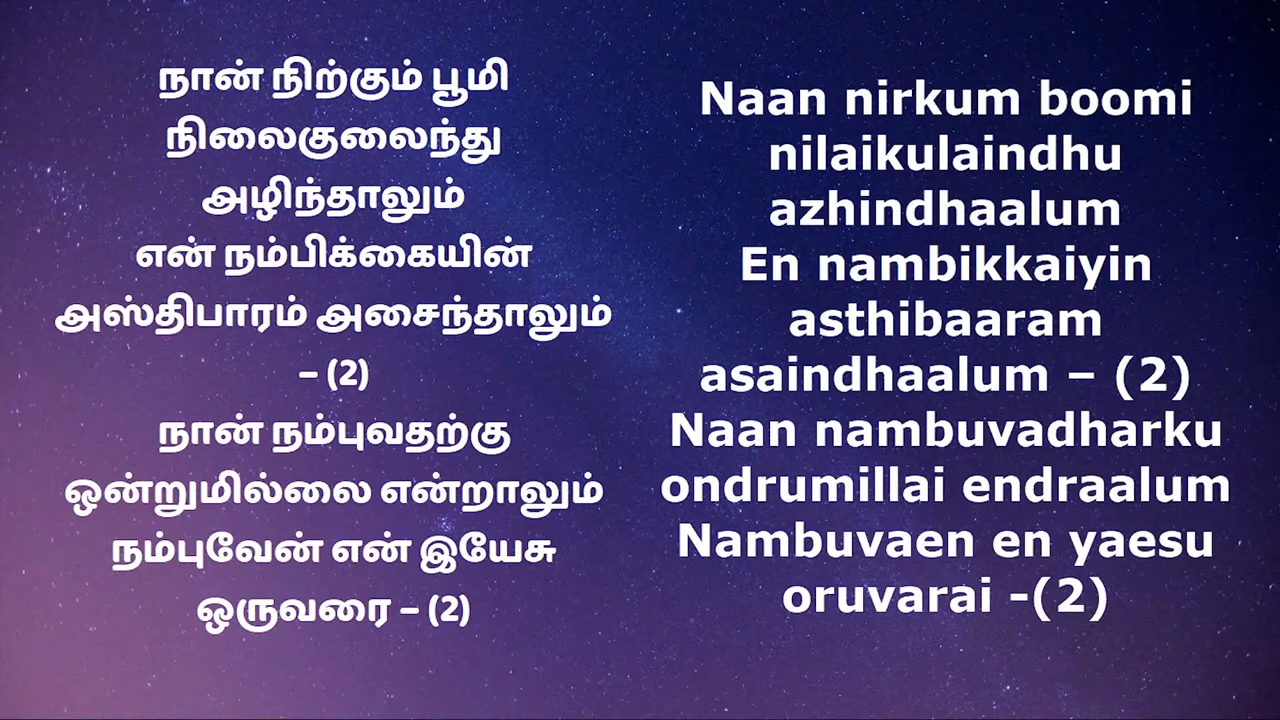 நான் நிற்கும் பூமி
நிலைகுலைந்து
அழிந்தாலும்
என் நம்பிக்கையின்
அஸ்திபாரம் அசைந்தாலும்
– (2)
நான் நம்புவதற்கு
ஒன்றுமில்லை என்றாலும்
நம்புவேன் என் இயேசு
ஒருவரை – (2)
Naan nirkum boomi
nilaikulaindhu
azhindhaalum
En nambikkaiyin
asthibaaram
asaindhaalum – (2)
Naan nambuvadharku
ondrumillai endraalum
Nambuvaen en yaesu
oruvarai -(2)